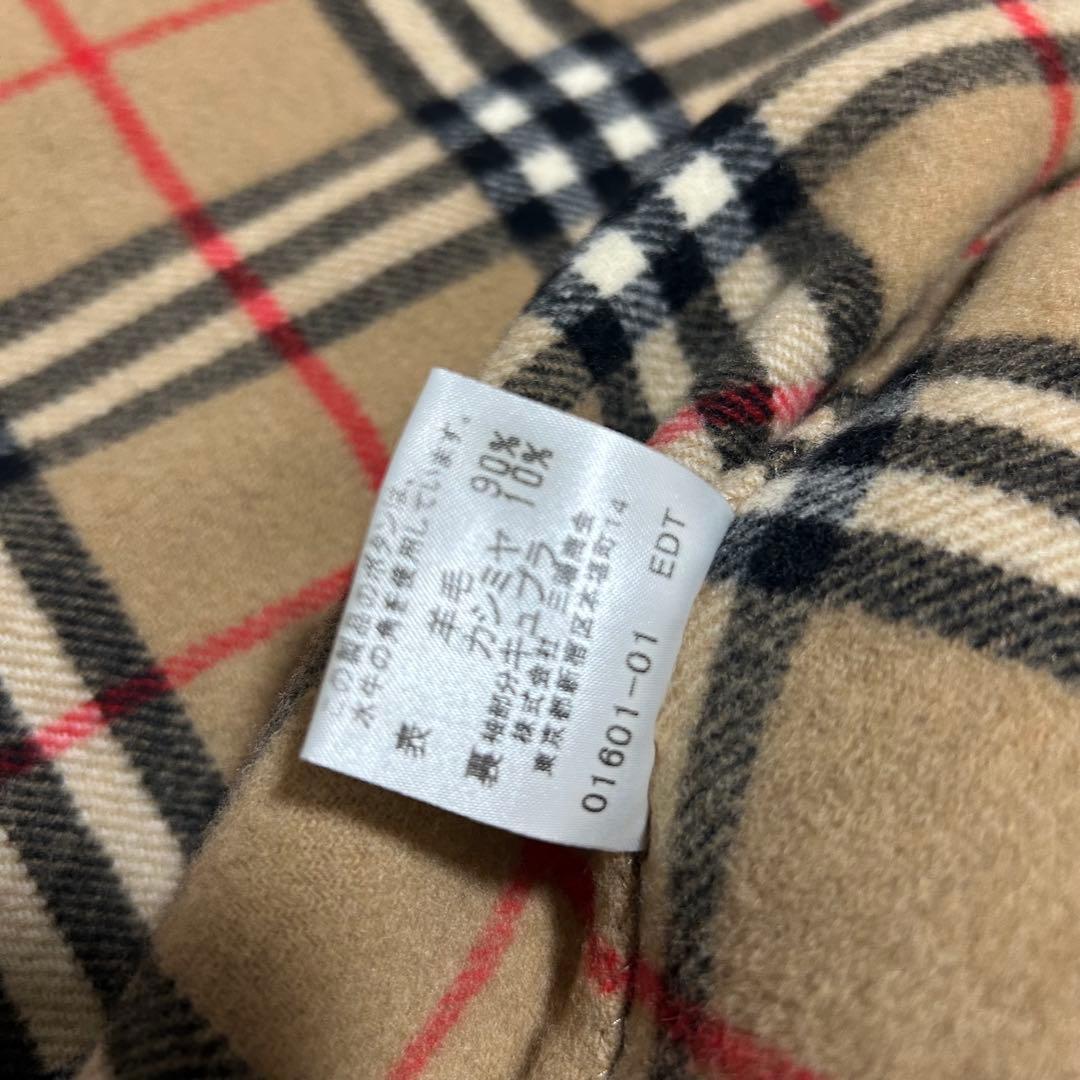 この製品のボタンは、
水牛の角を使用しています。
表 羊毛 90%
カシミヤ 10%
裏 袖部分キュプラ
株式会社三陽商会
東京都新宿区本塩町14
01601-01 EDT